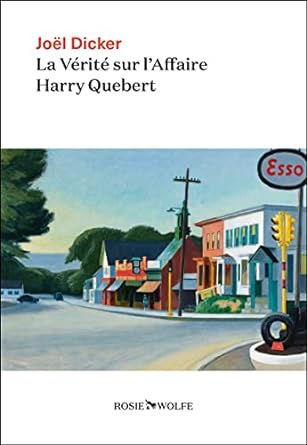 Joël Dicker
La Vérité sur l'Affaire
Harry Quebert
Esso
ROSIE WOLFE